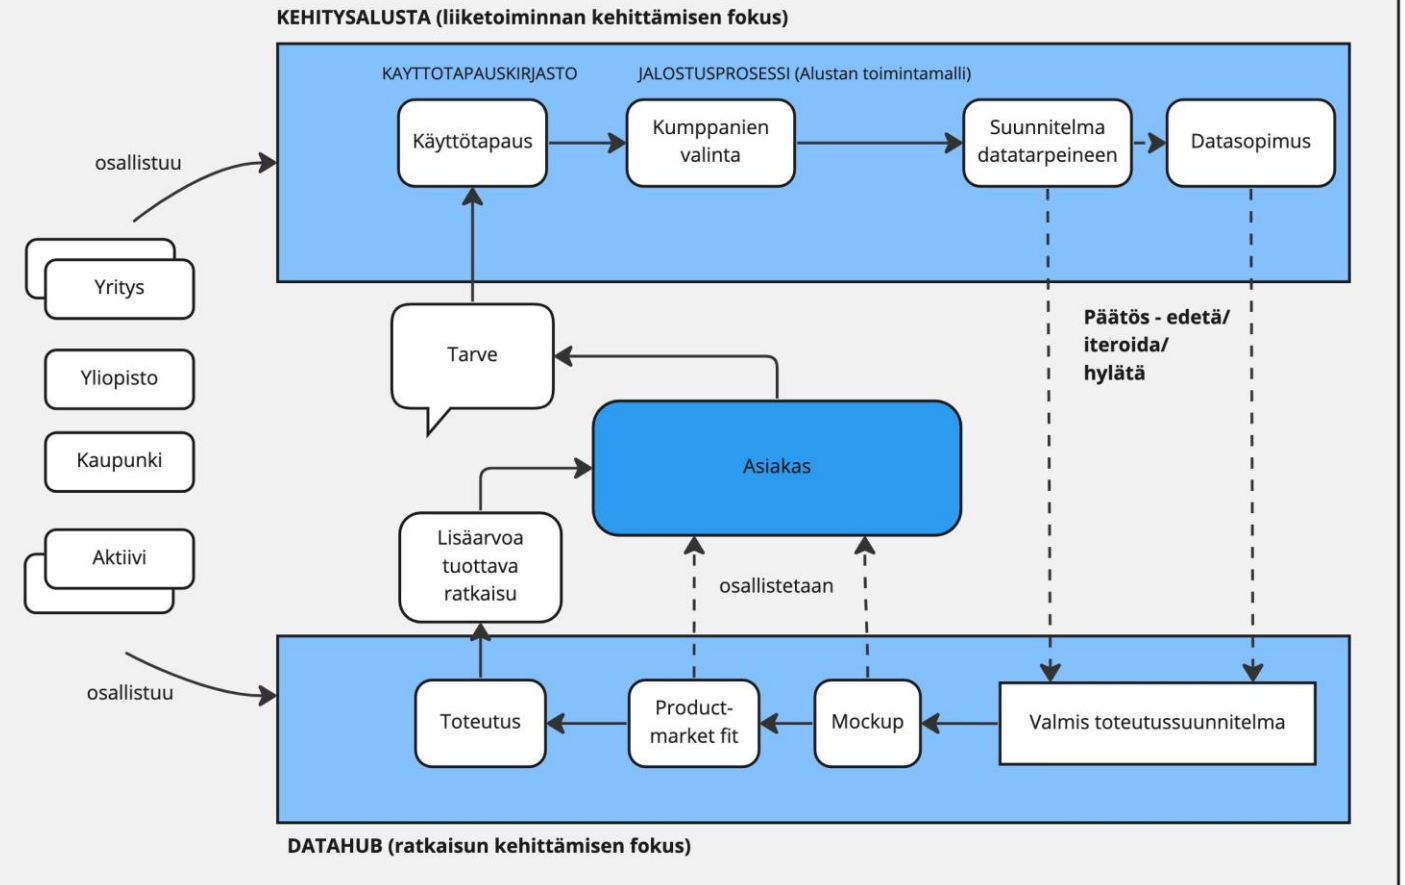 KEHITYSALUSTA (liiketoiminnan kehittämisen fokus)
KAYTTOTAPAUSKIRJASTO
JALOSTUSPROSESSI (Alustan toimintamalli)
Käyttötapaus
Kumppanien
valinta
Suunnitelma
datatarpeineen
Datasopimus
osallistuu
Yritys
Yliopisto
Kaupunki
Aktiivi
osallistuu
Tarve
Päätös - edetä/
iteroida/
hylätä
Asiakas
Lisäarvoa
tuottava
ratkaisu
osallistetaan
Toteutus
Product-
market fit
Mockup
Valmis toteutussuunnitelma
DATAHUB (ratkaisun kehittämisen fokus)